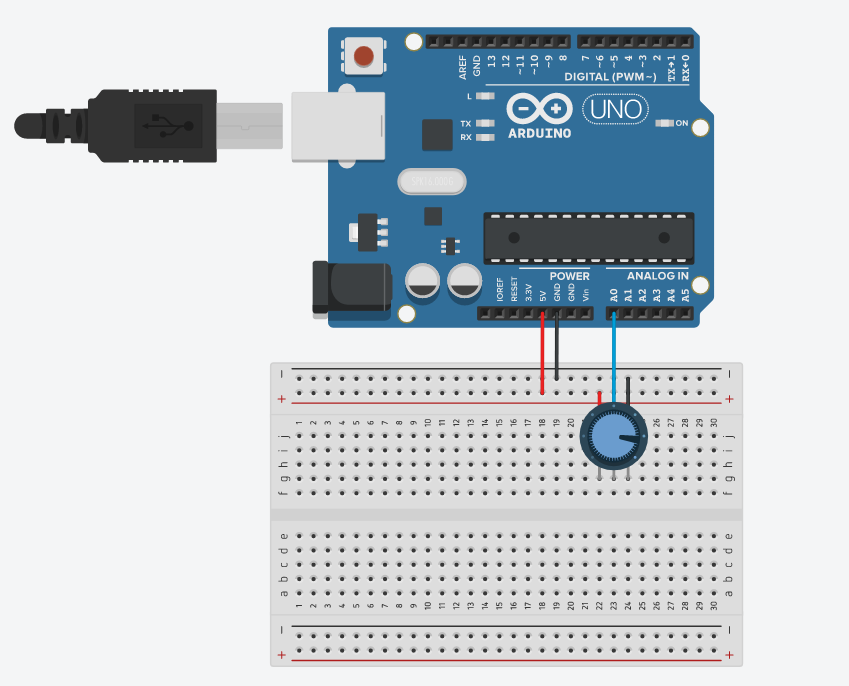 AREF
GND
13
12
~11
~10
~9
8
7
~6
~5
4
~3
2
TX→1
RX←0
DIGITAL (PWM~)
L
TX
RX
ARDUINO
UNO
ON
POWER
ANALOG IN
IOREF
RESET
3.3V
5V
GND
GND
Vin
A0
A1
A2
A3
A4
A5
− −
+ +
1 2 3 4 5 6 7 8 9 10 11 12 13 14 15 16 17 18 19 20 26 27 28 29 30
j j
i i
h h
g g
f f
e e
d d
c c
b b
a a
1 2 3 4 5 6 7 8 9 10 11 12 13 14 15 16 17 18 19 20 21 22 23 24 25 26 27 28 29 30
− −
+ +